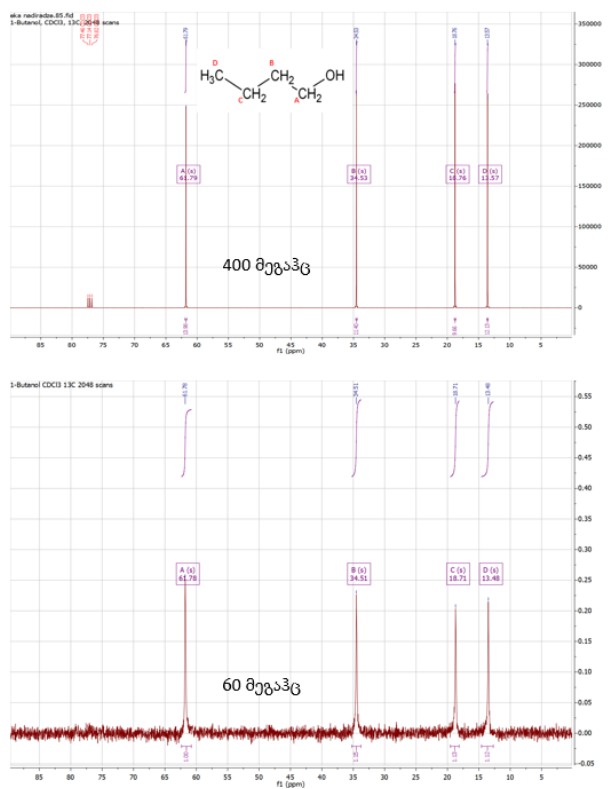 1-Butanol, CDCl3, 13C, 2048 scans
61.79
34.53
18.76
13.57
D
H₃C
CH₂
C
B
CH₂
CH₂
A
OH
A (s)
61.79
B (s)
34.53
C (s)
18.76
D (s)
13.57
400 მეგაჰც
350000
300000
250000
200000
150000
100000
50000
0
85 80 75 70 65 60 55 50 45 40 35 30 25 20 15 10 5
f1 (ppm)
1-Butanol CDCl3 13C 2048 scans
61.78
34.51
18.71
13.48
A (s)
61.78
B (s)
34.51
C (s)
18.71
D (s)
13.48
60 მეგაჰც
0.55
0.50
0.45
0.40
0.35
0.30
0.25
0.20
0.15
0.10
0.05
0.00
-0.05
1.00
85 80 75 70 65 60 55 50 45 40 35 30 25 20 15 10 5
f1 (ppm)